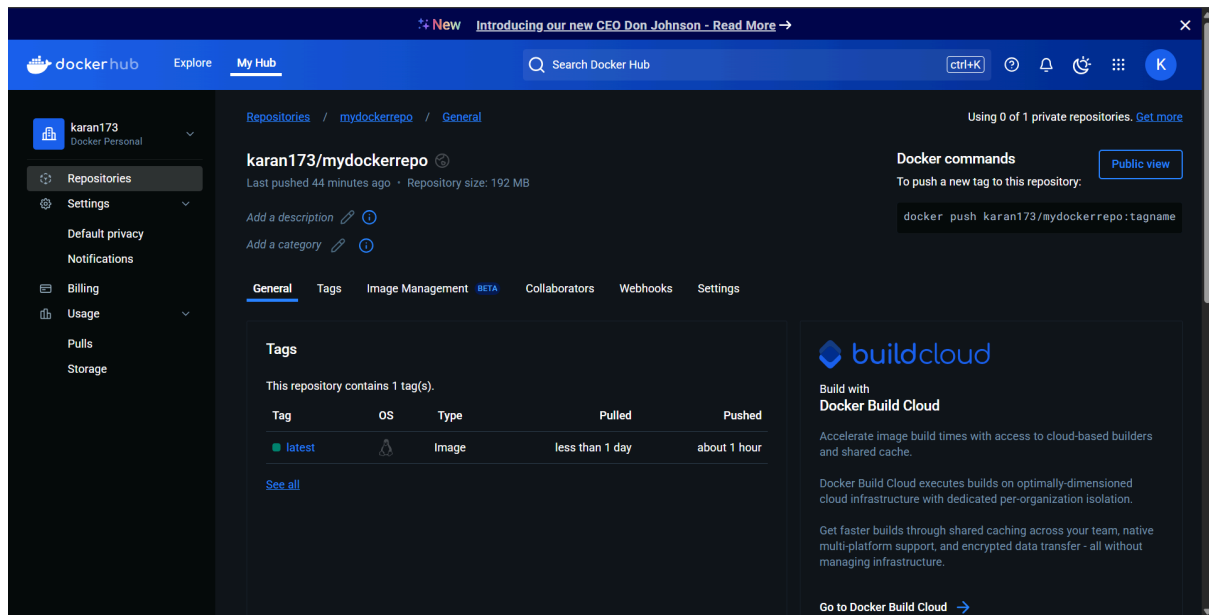 New Introducing our new CEO Don Johnson - Read More →
dockerhub Explore My Hub Search Docker Hub ctrl+K K
karan173
Docker Personal
Repositories
Settings
Default privacy
Notifications
Billing
Usage
Pulls
Storage
Repositories / mydockerrepo / General
Using 0 of 1 private repositories. Get more
karan173/mydockerrepo
Last pushed 44 minutes ago · Repository size: 192 MB
Add a description
Add a category
Docker commands
Public view
To push a new tag to this repository:
docker push karan173/mydockerrepo:tagname
General Tags Image Management BETA Collaborators Webhooks Settings
Tags
This repository contains 1 tag(s).
Tag OS Type Pulled Pushed
latest Image less than 1 day about 1 hour
See all
buildcloud
Build with
Docker Build Cloud
Accelerate image build times with access to cloud-based builders
and shared cache.
Docker Build Cloud executes builds on optimally-dimensioned
cloud infrastructure with dedicated per-organization isolation.
Get faster builds through shared caching across your team, native
multi-platform support, and encrypted data transfer - all without
managing infrastructure.
Go to Docker Build Cloud →